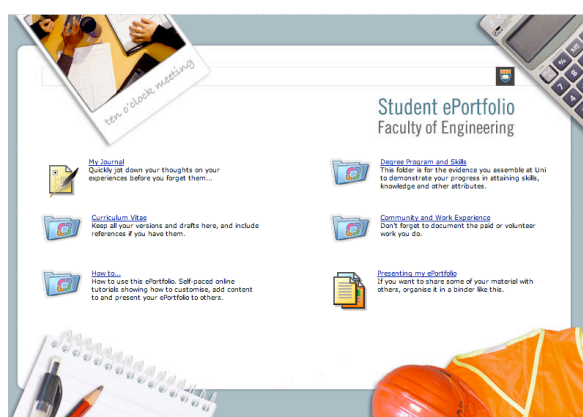 ten o'clock meeting
Student ePortfolio
Faculty of Engineering
My Journal
Quickly jot down your thoughts on your
experiences before you forget them...
Degree Program and Skills
This folder is for the evidence you assemble at Uni
to demonstrate your progress in attaining skills,
knowledge and other attributes.
Curriculum Vitae
Keep all your versions and drafts here, and include
references if you have them.
Community and Work Experience
Don't forget to document the paid or volunteer
work you do.
How to...
How to use this ePortfolio. Self-paced online
tutorials showing how to customise, add content
to and present your ePortfolio to others.
Presenting my ePortfolio
If you want to share some of your material with
others, organise it in a binder like this.